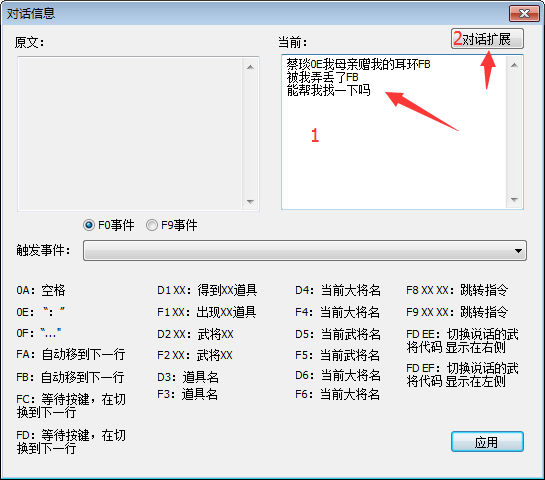 对话信息
原文：
当前：
2对话扩展
蔡琰0E我母亲赠我的耳环FB
被我弄丢了FB
能帮我找一下吗
1
F0事件
F9事件
触发事件：
0A：空格
0E：“：”
0F：“…”
FA：自动移到下一行
FB：自动移到下一行
FC：等待按键，在切
换到下一行
FD：等待按键，在切
换到下一行
D1 XX：得到XX道具
F1 XX：出现XX道具
D2 XX：武将XX
F2 XX：武将XX
D3：道具名
F3：道具名
D4：当前大将名
F4：当前大将名
D5：当前武将名
F5：当前武将名
D6：当前大将名
F6：当前大将名
F8 XX XX：跳转指令
F9 XX XX：跳转指令
FD EE：切换说话的武
将代码 显示在右侧
FD EF：切换说话的武
将代码 显示在左侧
应用